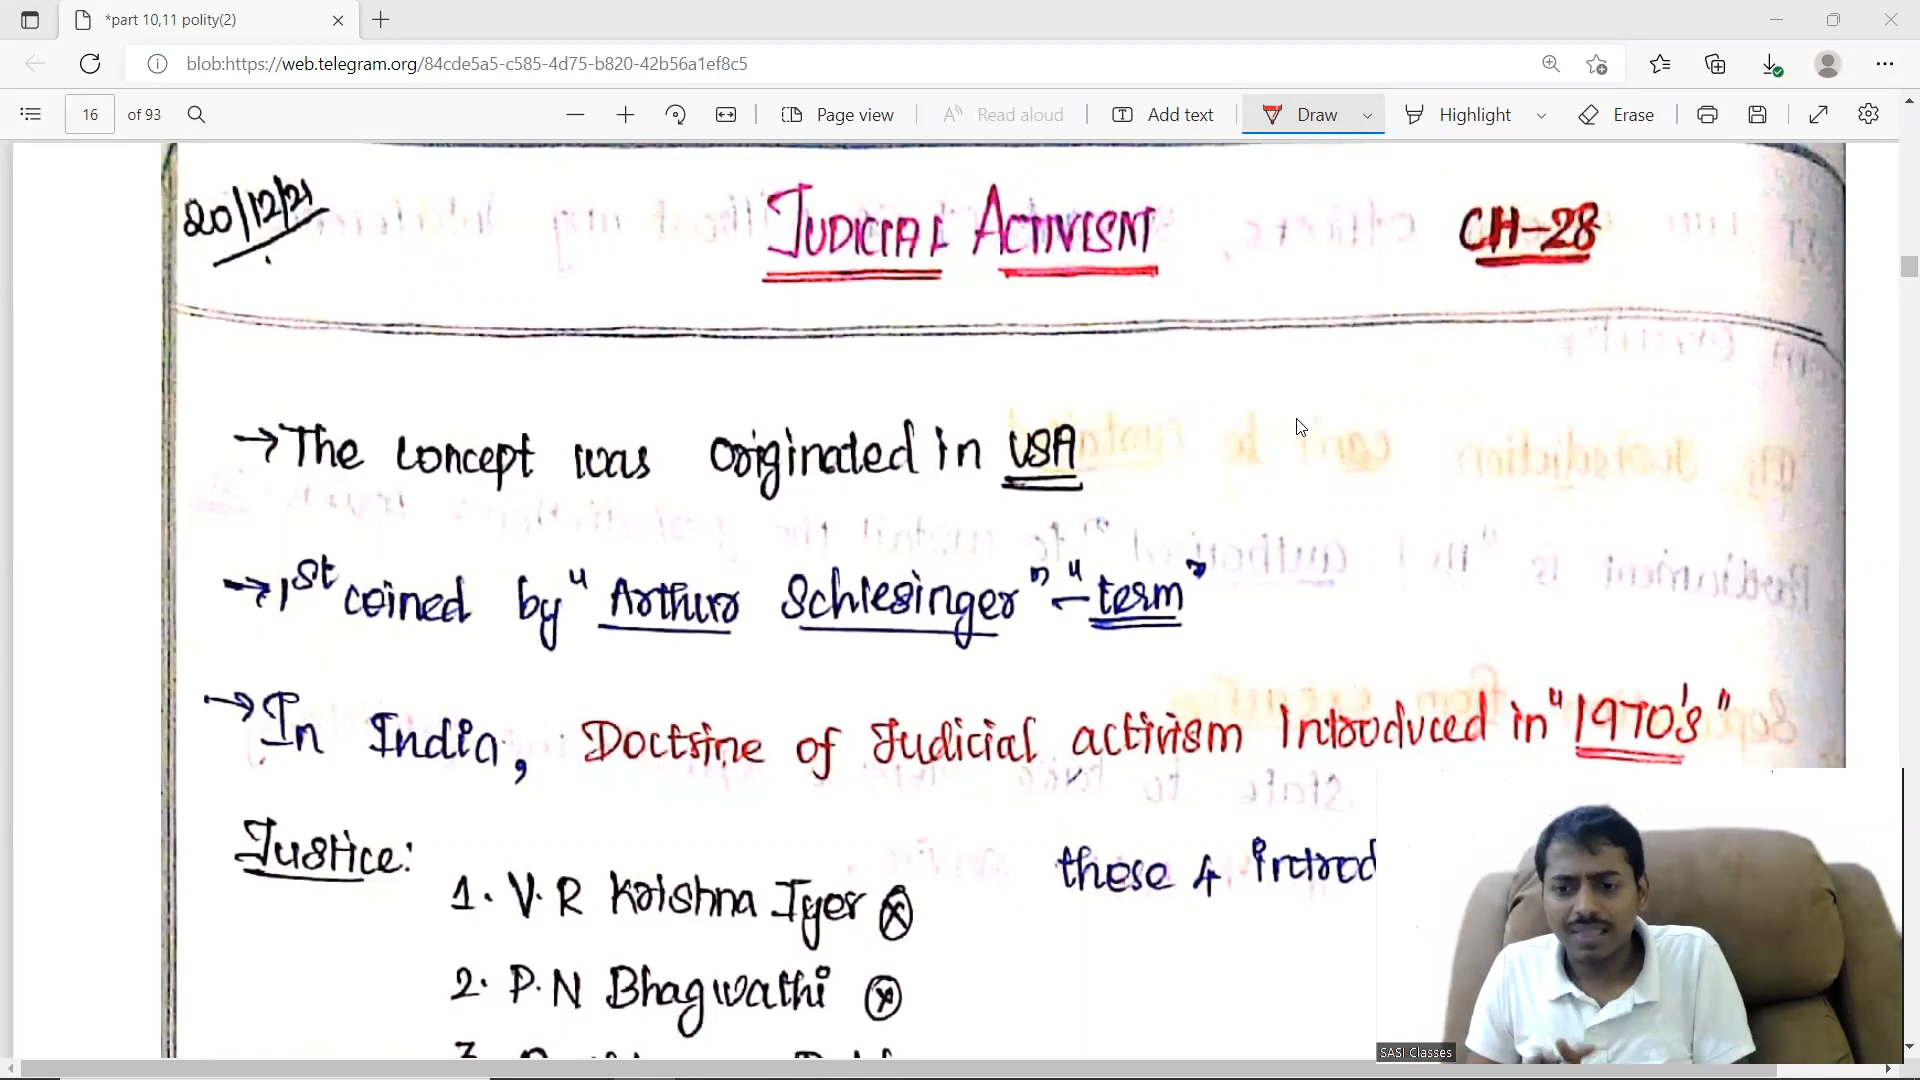 *part 10,11 polity(2)
blob:https://web.telegram.org/84cde5a5-c585-4d75-b820-42b56a1ef8c5
16 of 93
Page view
Read aloud
Add text
Draw
Highlight
Erase
20/12/21
JUDICIAL ACTIVISM
CH-28
→The concept was originated in USA
→1st coined by "Arthur Schlesinger" - "term"
→In India, Doctrine of Judicial activism Introduced in "1970's"
Justice:
these 4 introd
1. V.R Krishna Iyer
2. P.N Bhagwathi
3.
SASI Classes